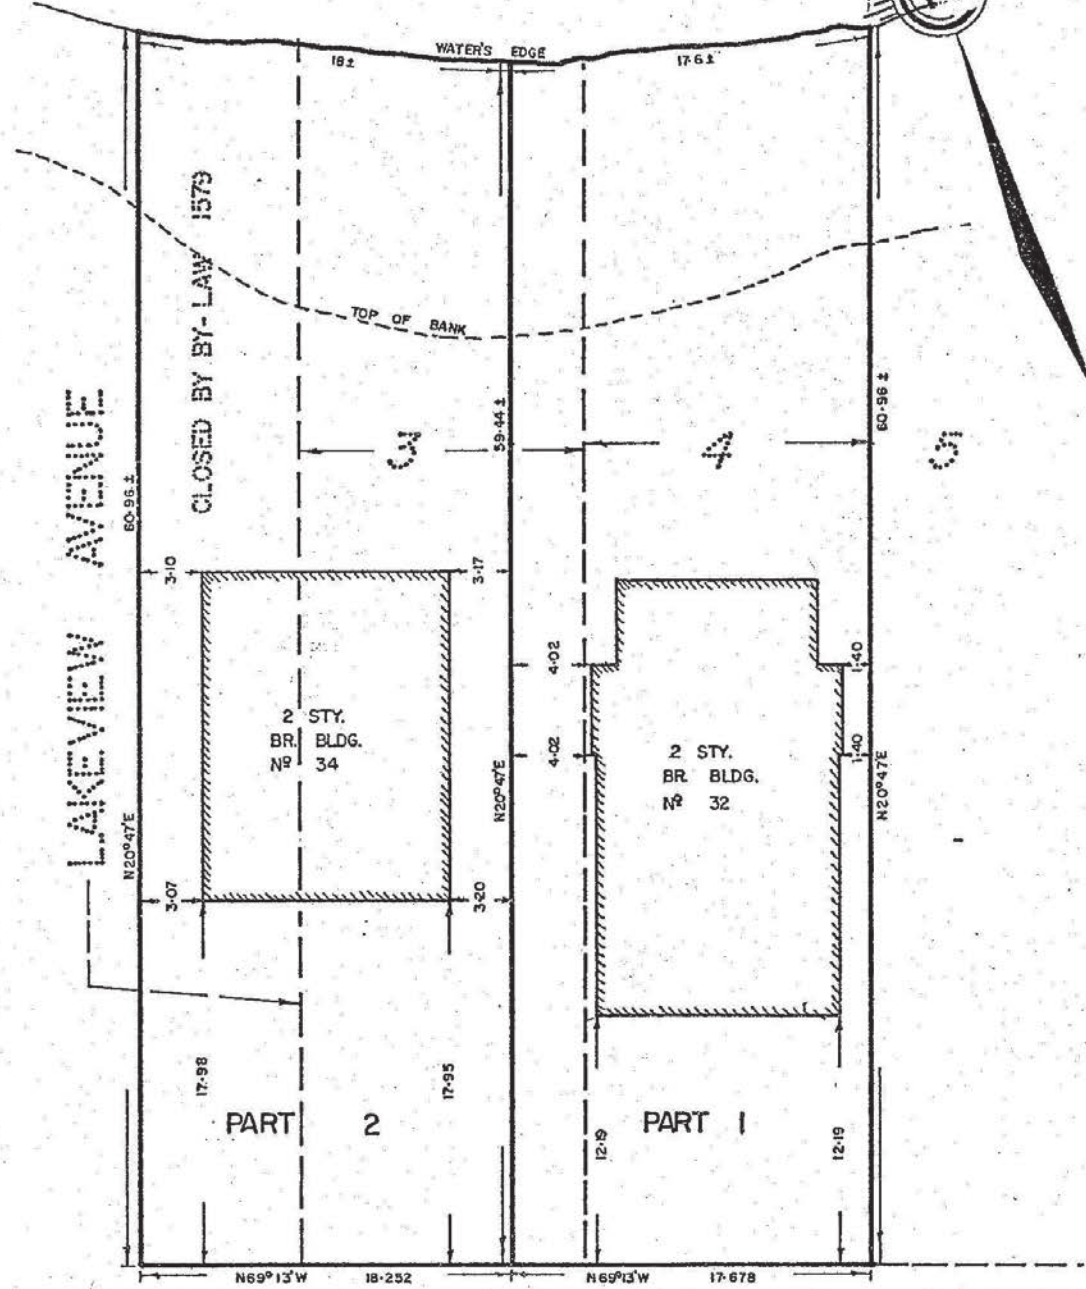 WATER'S EDGE
18±
17·6±
CLOSED BY BY-LAW 1579
TOP OF BANK
LAKEVIEW AVENUE
60·96±
59·44±
60·96±
3
4
5
3·10
3·17
4·02
1·40
2 STY.
BR. BLDG.
Nº 34
4·02
1·40
2 STY.
BR. BLDG.
Nº 32
N20°47'E
N20°47'E
N20°47'E
3·07
3·20
17·98
17·95
PART 2
PART 1
12·19
12·19
N69°13'W 18·252
N69°13'W 17·678